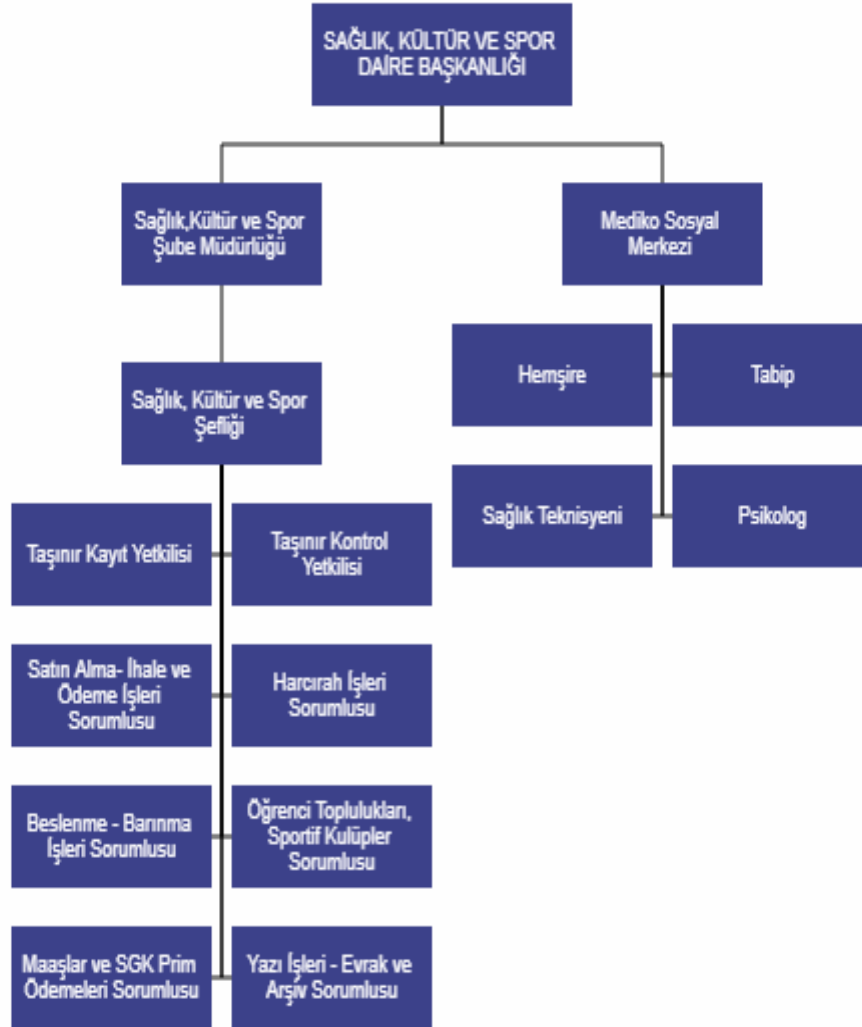 SAĞLIK, KÜLTÜR VE SPOR
DAİRE BAŞKANLIĞI
Sağlık,Kültür ve Spor
Şube Müdürlüğü
Mediko Sosyal
Merkezi
Hemşire
Tabip
Sağlık, Kültür ve Spor
Şefliği
Sağlık Teknisyeni
Psikolog
Taşınır Kayıt Yetkilisi
Taşınır Kontrol
Yetkilisi
Satın Alma- İhale ve
Ödeme İşleri
Sorumlusu
Harcırah İşleri
Sorumlusu
Beslenme - Barınma
İşleri Sorumlusu
Öğrenci Toplulukları,
Sportif Kulüpler
Sorumlusu
Maaşlar ve SGK Prim
Ödemeleri Sorumlusu
Yazı İşleri - Evrak ve
Arşiv Sorumlusu